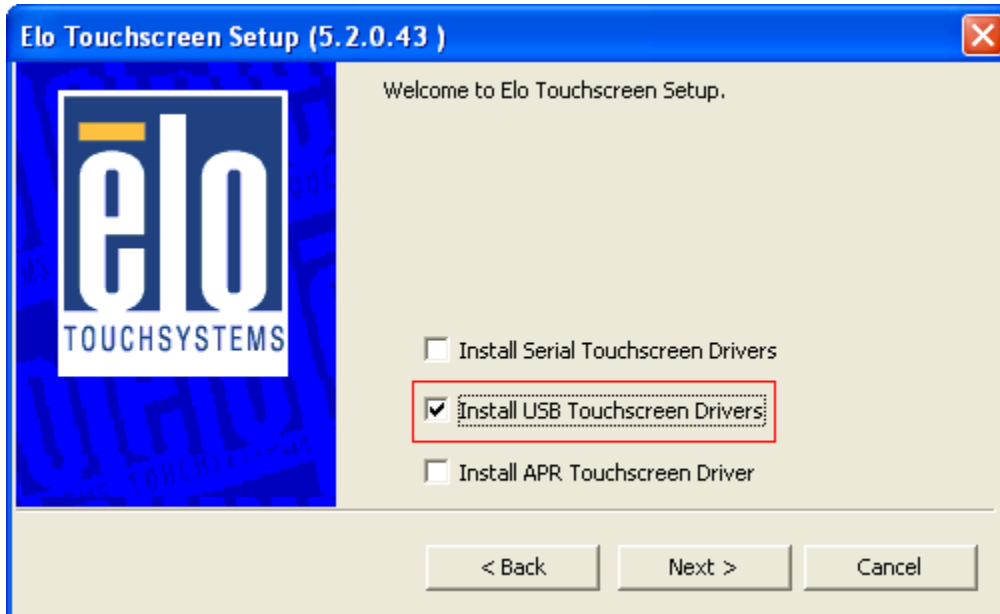 Elo Touchscreen Setup (5.2.0.43 )
Welcome to Elo Touchscreen Setup.
ēlo
TOUCHSYSTEMS
Install Serial Touchscreen Drivers
Install USB Touchscreen Drivers
Install APR Touchscreen Driver
< Back
Next >
Cancel